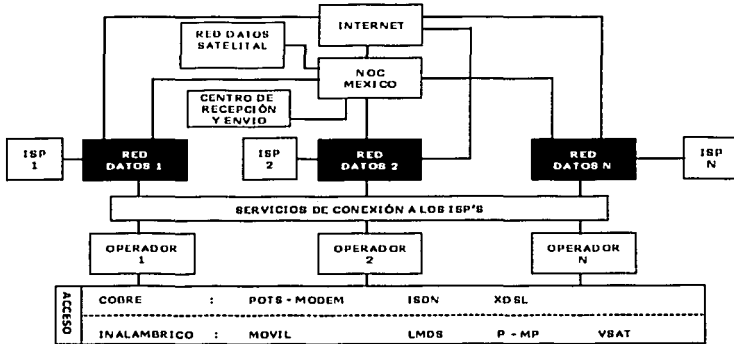 INTERNET
RED DATOS
SATELITAL
NOC
MEXICO
CENTRO DE
RECEPCIÓN
Y ENVIO
ISP
1
RED
DATOS 1
ISP
2
RED
DATOS 2
RED
DATOS N
ISP
N
SERVICIOS DE CONEXIÓN A LOS ISP'S
OPERADOR
1
OPERADOR
2
OPERADOR
N
ACCESO
COBRE : POTS - MODEM ISDN XDSL
INALAMBRICO : MOVIL LMDS P - MP VSAT